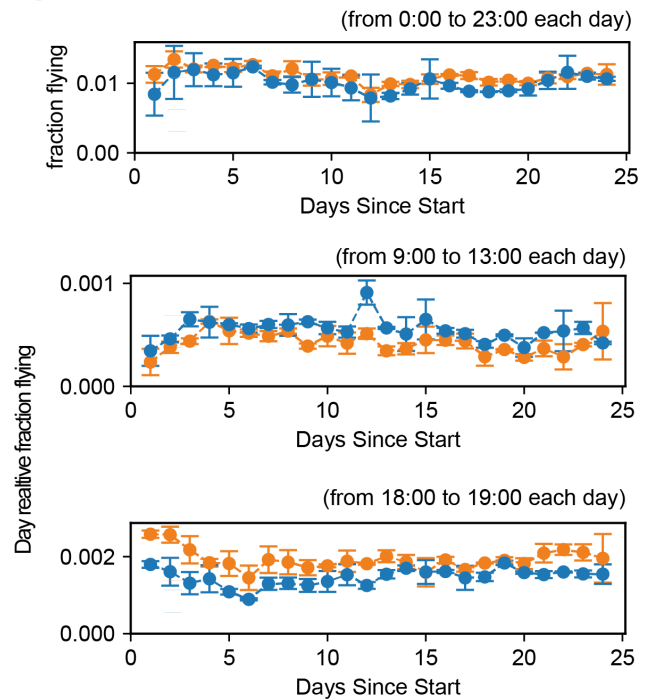 (from 0:00 to 23:00 each day)
fraction flying
0.01
0.00
0 5 10 15 20 25
Days Since Start
(from 9:00 to 13:00 each day)
Day realtive fraction flying
0.001
0.000
0 5 10 15 20 25
Days Since Start
(from 18:00 to 19:00 each day)
0.002
0.000
0 5 10 15 20 25
Days Since Start